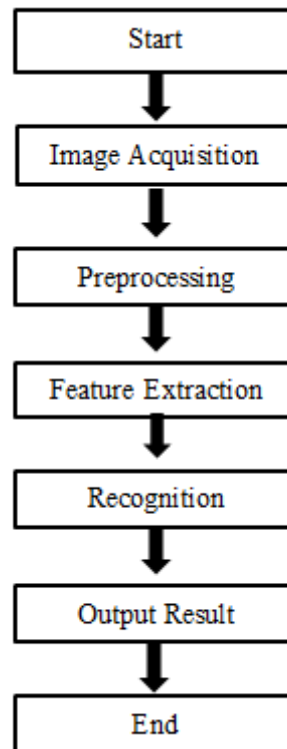 Start
Image Acquisition
Preprocessing
Feature Extraction
Recognition
Output Result
End